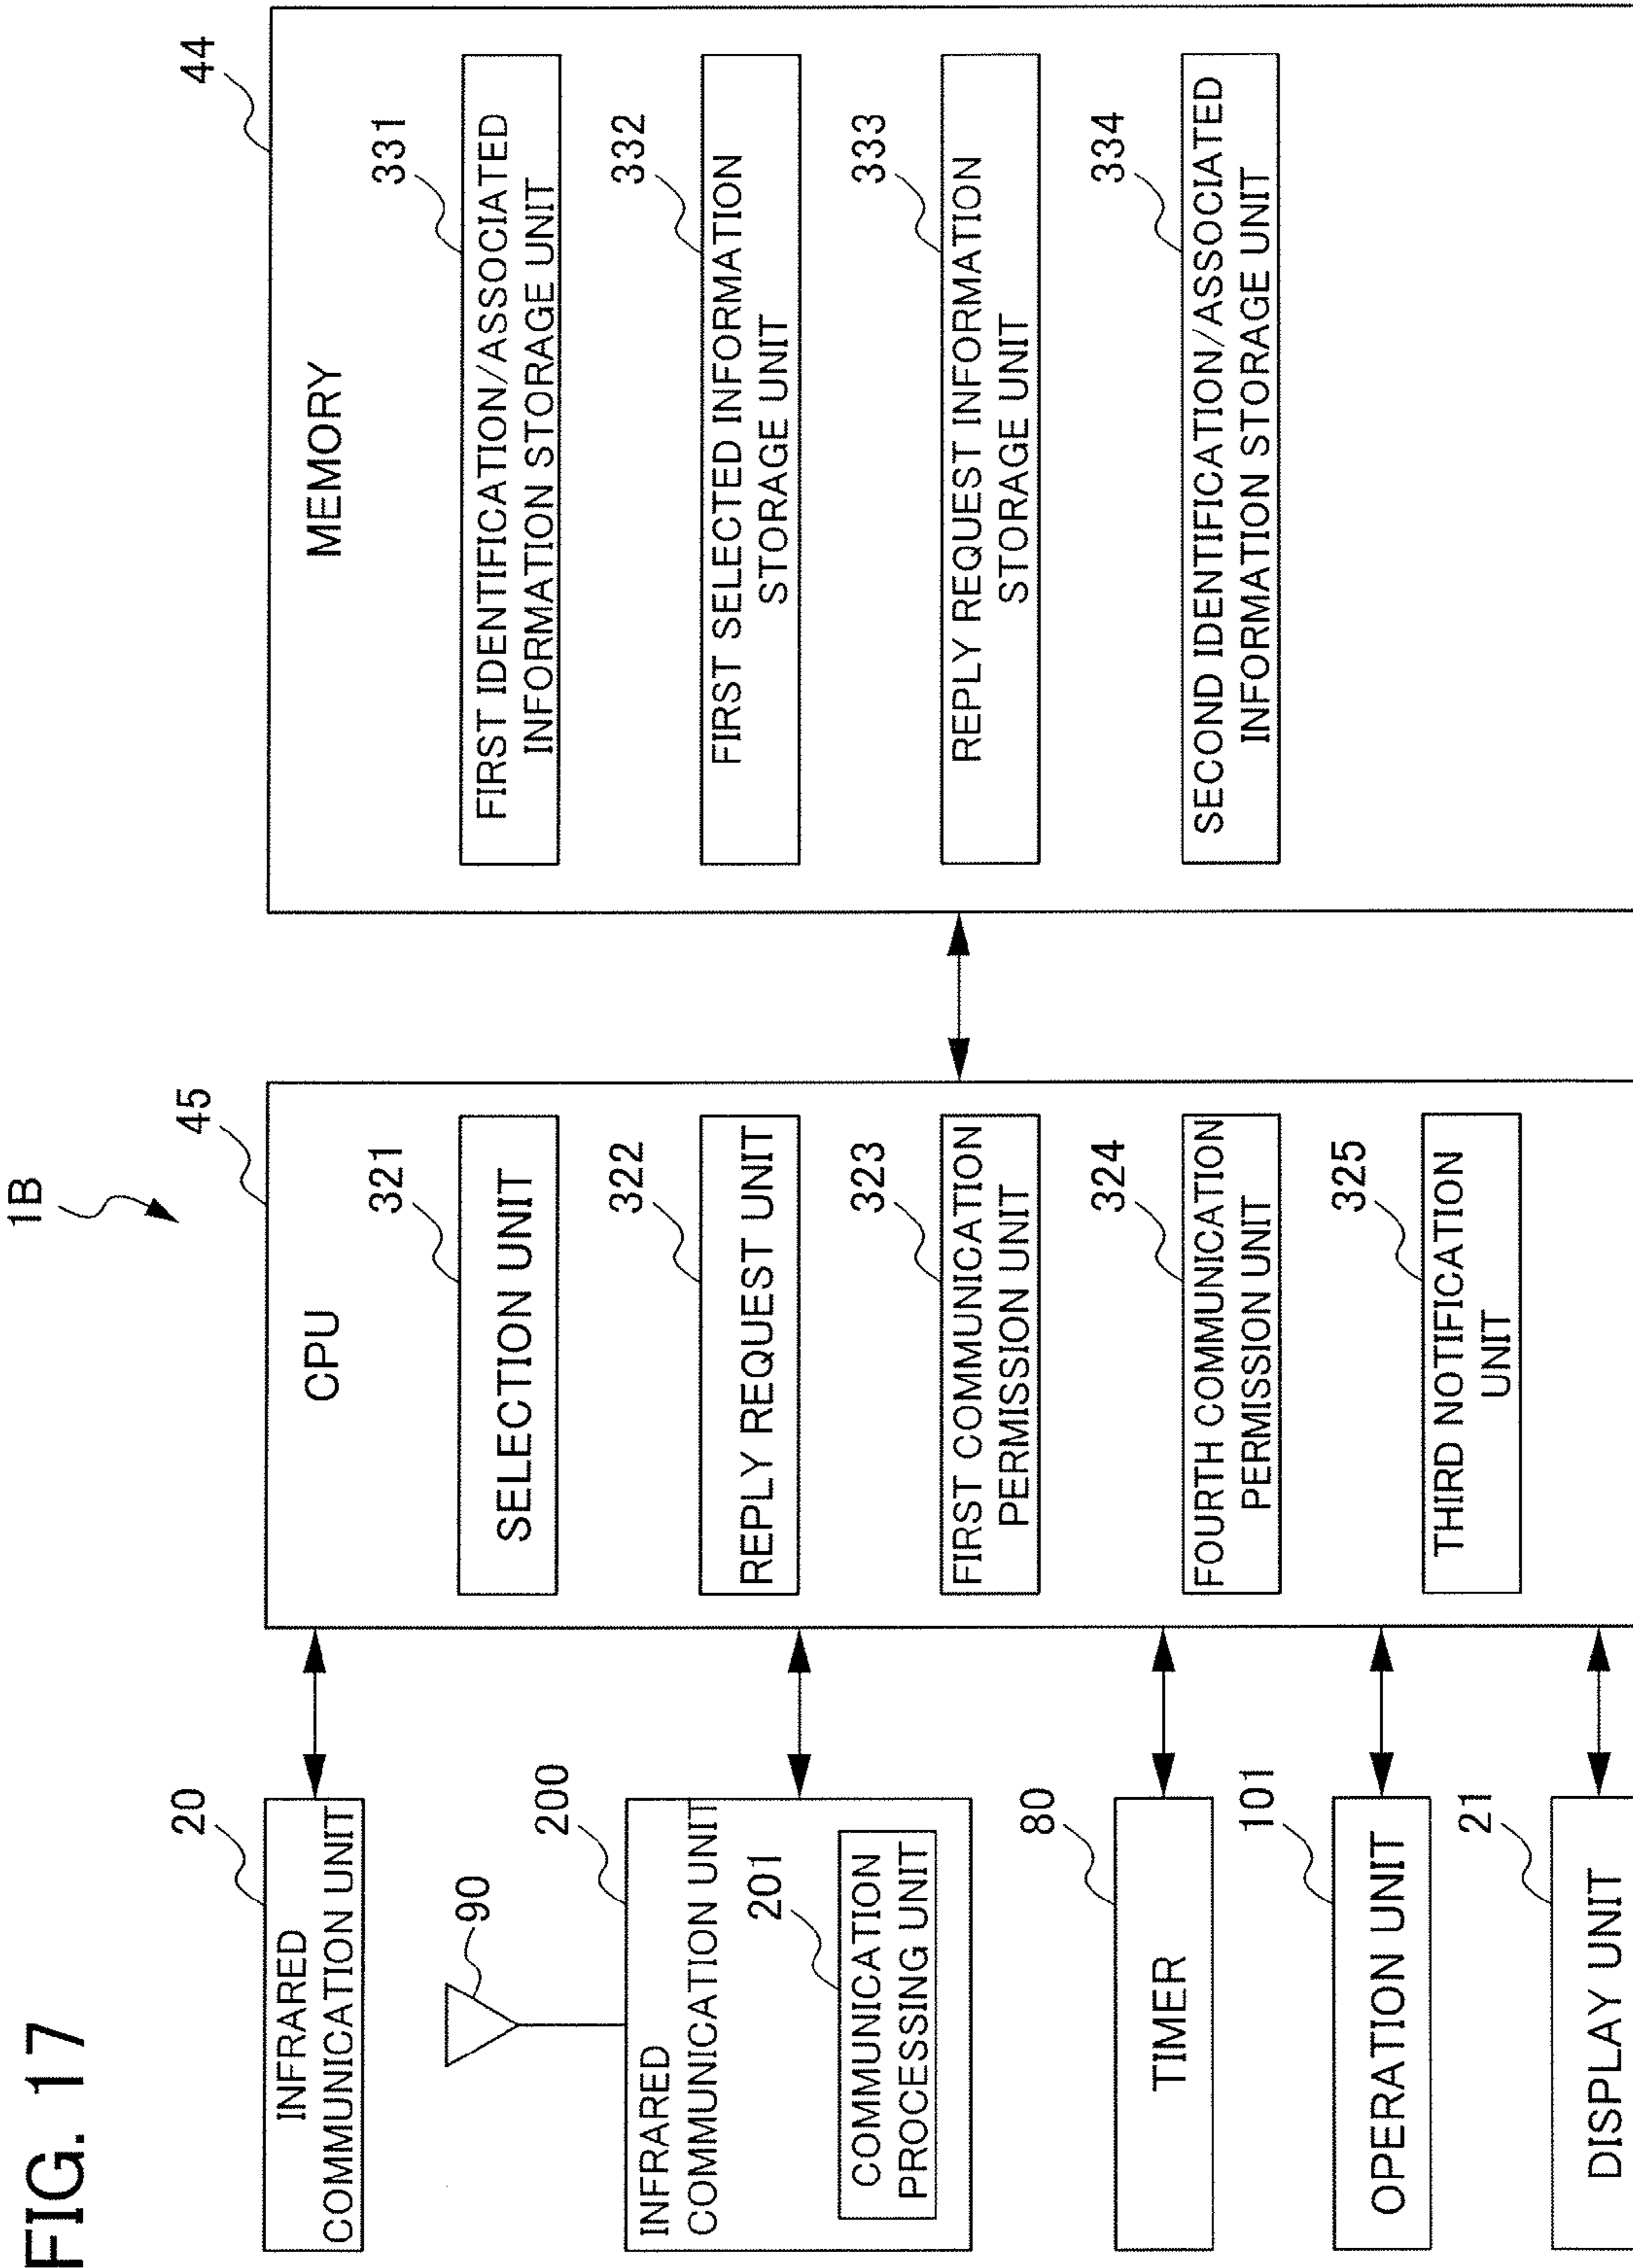 FIG. 17
1B
20
INFRARED
COMMUNICATION UNIT
90
200
INFRARED
COMMUNICATION UNIT
201
COMMUNICATION
PROCESSING UNIT
80
TIMER
101
OPERATION UNIT
21
DISPLAY UNIT
45
CPU
321
SELECTION UNIT
322
REPLY REQUEST UNIT
323
FIRST COMMUNICATION
PERMISSION UNIT
324
FOURTH COMMUNICATION
PERMISSION UNIT
325
THIRD NOTIFICATION
UNIT
44
MEMORY
331
FIRST IDENTIFICATION/ASSOCIATED
INFORMATION STORAGE UNIT
332
FIRST SELECTED INFORMATION
STORAGE UNIT
333
REPLY REQUEST INFORMATION
STORAGE UNIT
334
SECOND IDENTIFICATION/ASSOCIATED
INFORMATION STORAGE UNIT